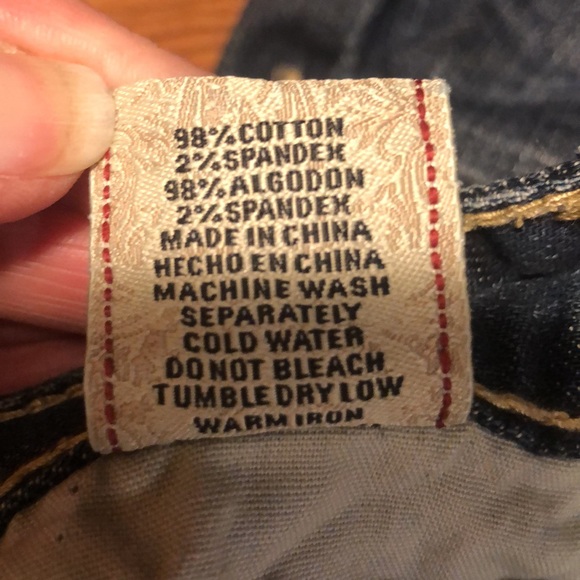 98% COTTON
2% SPANDEX
98% ALGODON
2% SPANDEX
MADE IN CHINA
HECHO EN CHINA
MACHINE WASH
SEPARATELY
COLD WATER
DO NOT BLEACH
TUMBLE DRY LOW
WARM IRON